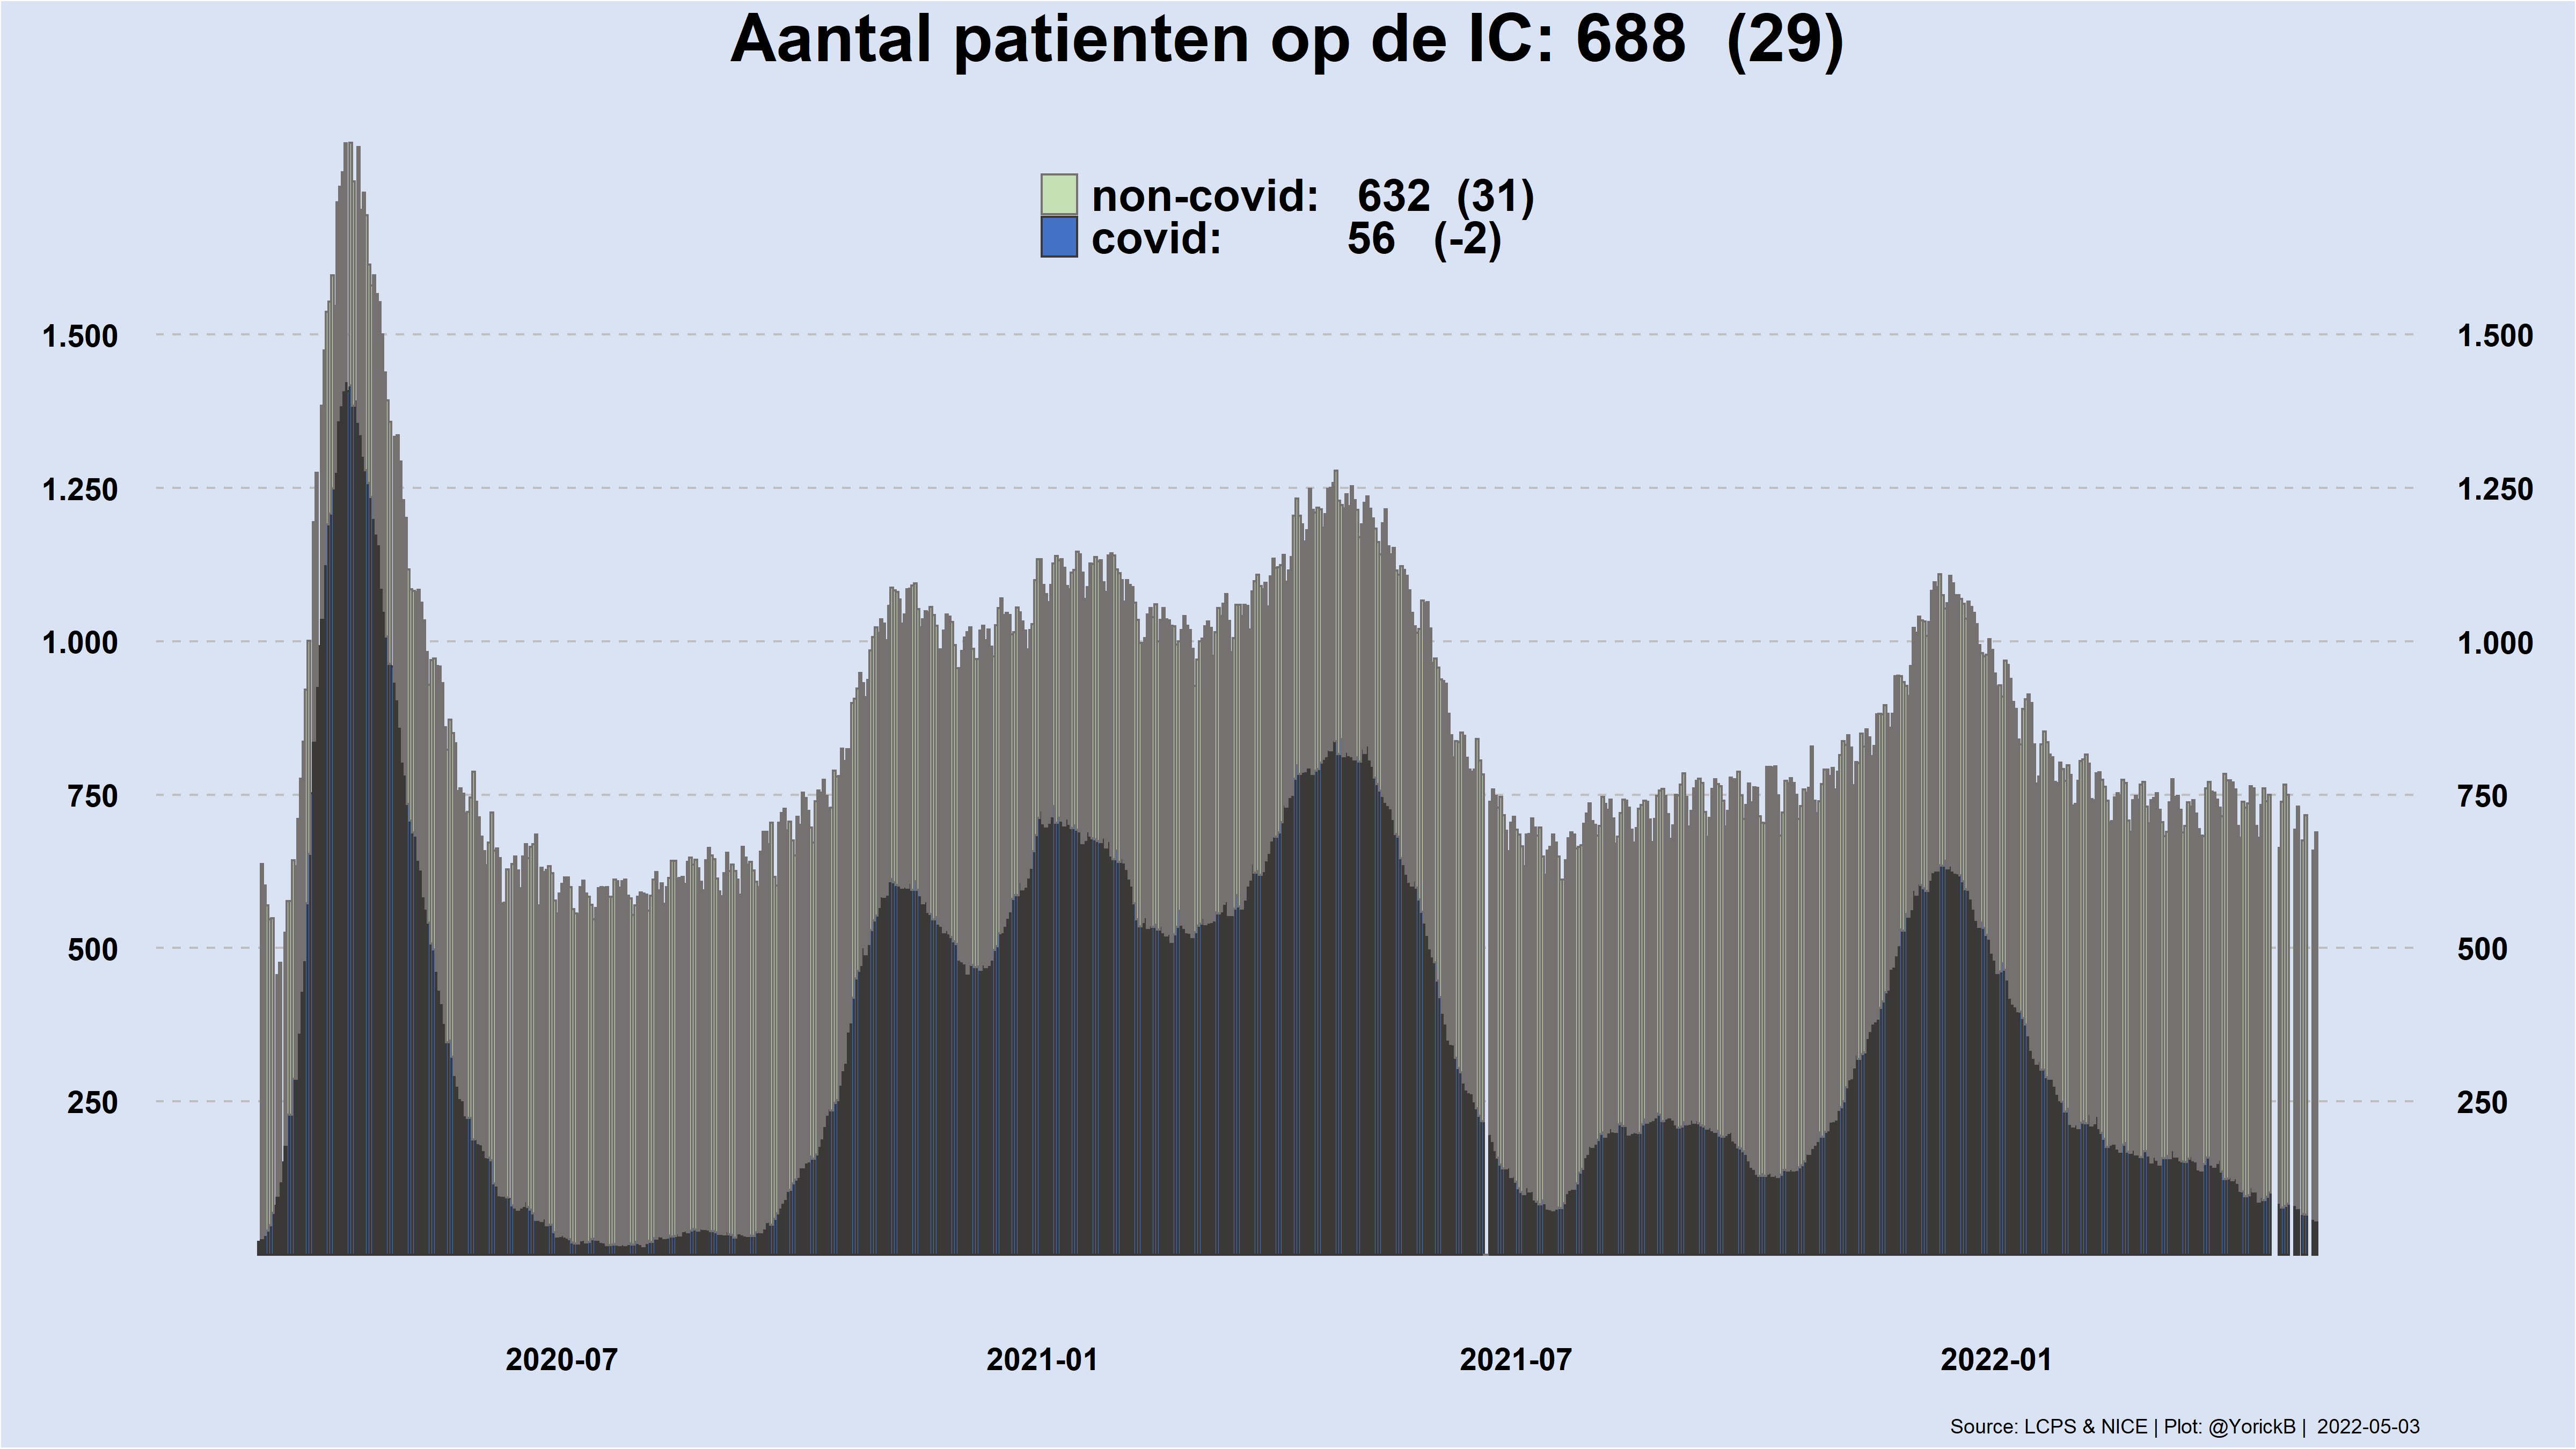 Aantal patienten op de IC: 688 (29)
non-covid: 632 (31)
covid: 56 (-2)
1.500 1.500
1.250 1.250
1.000 1.000
750 750
500 500
250 250
2020-07 2021-01 2021-07 2022-01
Source: LCPS & NICE | Plot: @YorickB | 2022-05-03